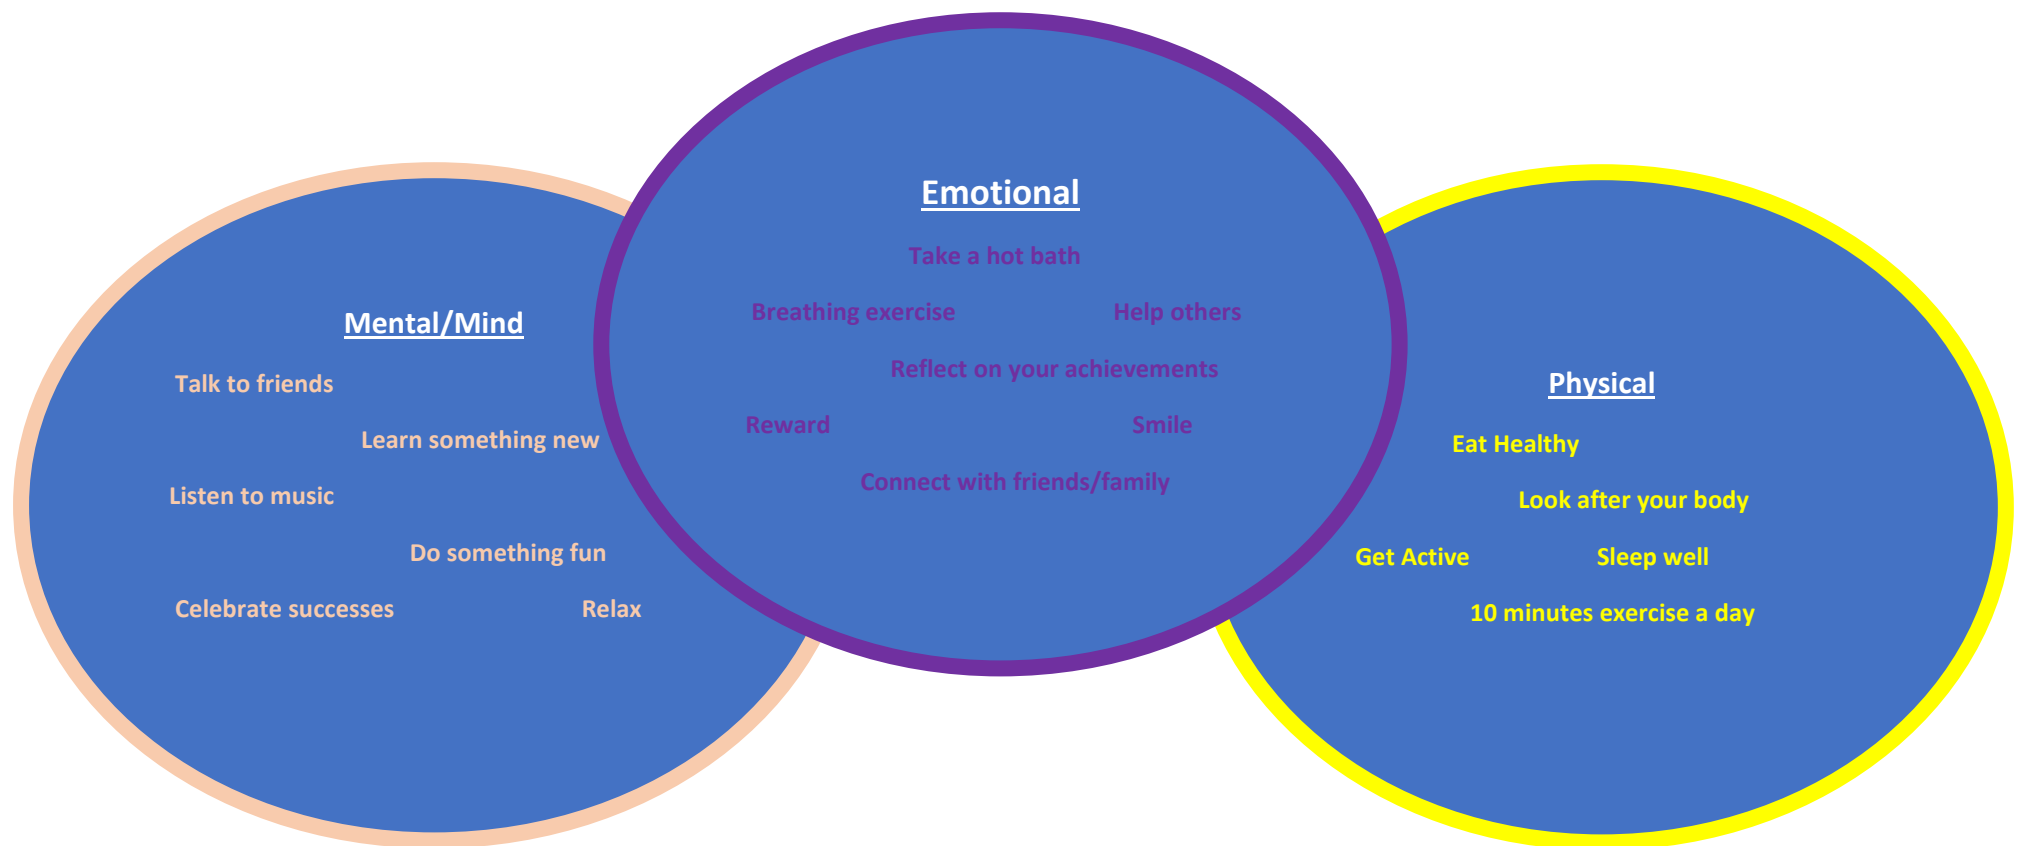 Mental/Mind
Talk to friends
Learn something new
Listen to music
Do something fun
Celebrate successes Relax
Emotional
Take a hot bath
Breathing exercise Help others
Reflect on your achievements
Reward Smile
Connect with friends/family
Physical
Eat Healthy
Look after your body
Get Active Sleep well
10 minutes exercise a day